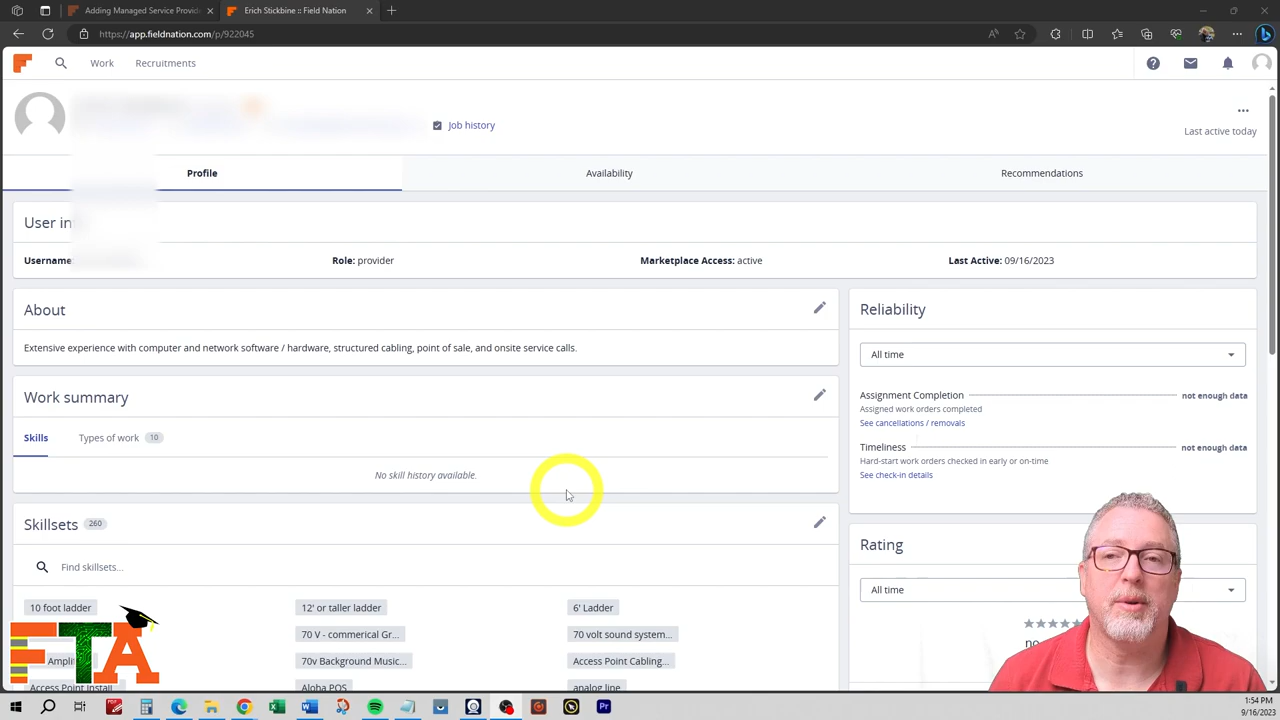 Adding Managed Service Provid
Erich Stickbine :: Field Nation
https://app.fieldnation.com/p/922045
Work
Recruitments
Job history
Last active today
Profile
Availability
Recommendations
User in
Username:
Role: provider
Marketplace Access: active
Last Active: 09/16/2023
About
Extensive experience with computer and network software / hardware, structured cabling, point of sale, and onsite service calls.
Reliability
All time
Assignment Completion
not enough data
Assigned work orders completed
See cancellations / removals
Timeliness
not enough data
Hard-start work orders checked in early or on-time
See check-in details
Work summary
Skills
Types of work 10
No skill history available.
Skillsets 260
Find skillsets...
10 foot ladder
12' or taller ladder
6' Ladder
70 V - commerical Gr...
70 volt sound system...
Ampli
70v Background Music...
Access Point Cabling...
Access Point Install
Aloha POS
analog line
Rating
All time
no
ETA
1:54 PM
9/16/2023